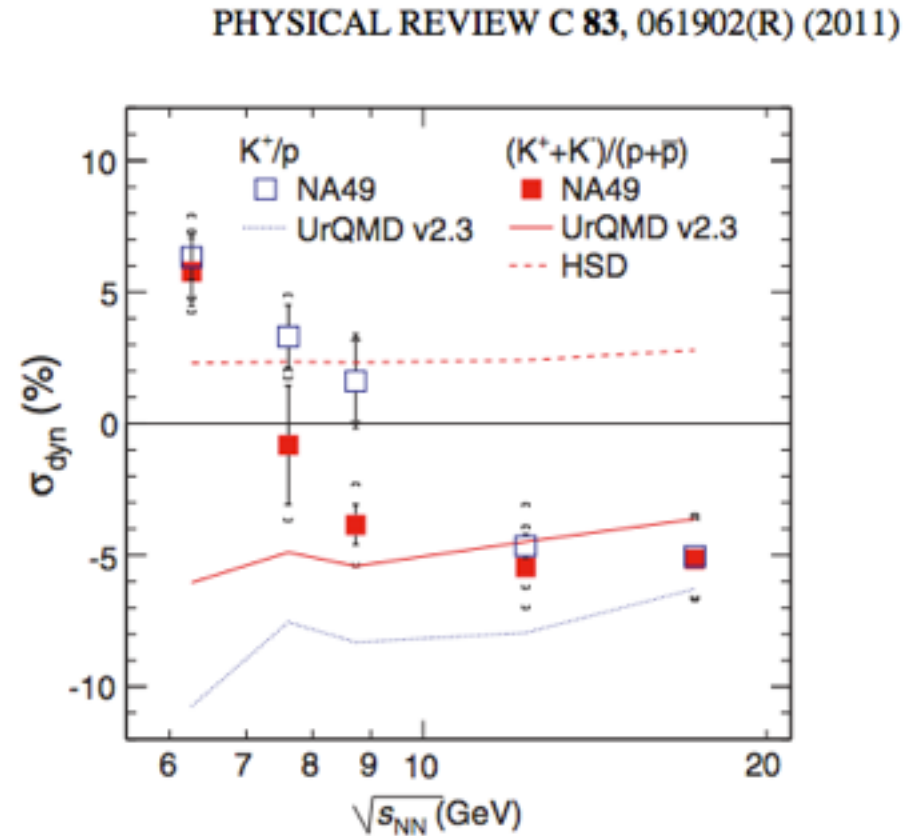 PHYSICAL REVIEW C 83, 061902(R) (2011)
K⁺/p
NA49
UrQMD v2.3
(K⁺+K⁻)/(p+p̄)
NA49
UrQMD v2.3
HSD
10
5
0
-5
-10
σdyn (%)
6 7 8 9 10 20
√sNN (GeV)